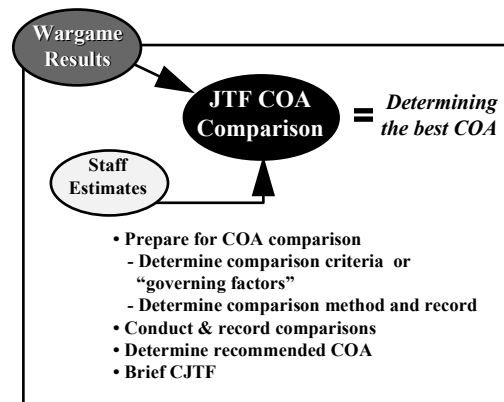 Wargame
Results
JTF COA
Comparison
= Determining
the best COA
Staff
Estimates
• Prepare for COA comparison
- Determine comparison criteria or
“governing factors”
- Determine comparison method and record
• Conduct & record comparisons
• Determine recommended COA
• Brief CJTF